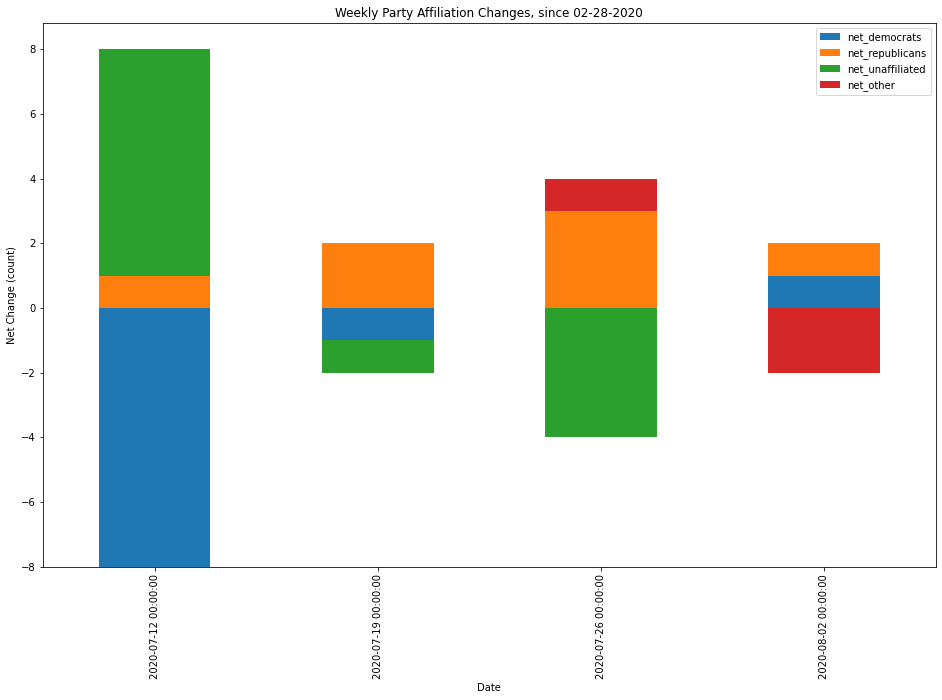 Weekly Party Affiliation Changes, since 02-28-2020
net_democrats
net_republicans
net_unaffiliated
net_other
8
6
4
2
0
−2
−4
−6
−8
Net Change (count)
2020-07-12 00:00:00
2020-07-19 00:00:00
2020-07-26 00:00:00
2020-08-02 00:00:00
Date